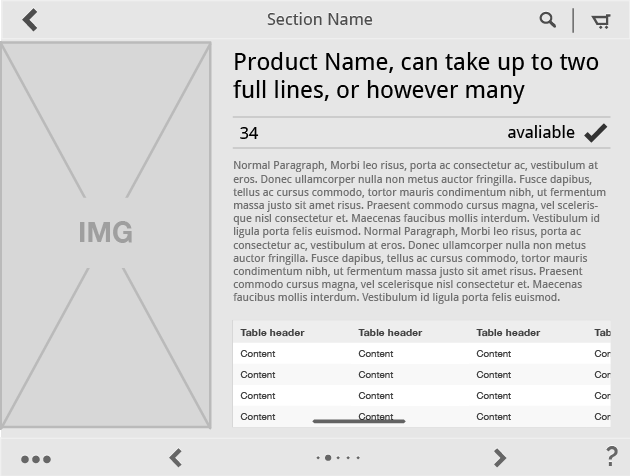 Section Name
Product Name, can take up to two
full lines, or however many
34
avaliable
Normal Paragraph, Morbi leo risus, porta ac consectetur ac, vestibulum at
eros. Donec ullamcorper nulla non metus auctor fringilla. Fusce dapibus,
tellus ac cursus commodo, tortor mauris condimentum nibh, ut fermentum
massa justo sit amet risus. Praesent commodo cursus magna, vel sceleris-
que nisl consectetur et. Maecenas faucibus mollis interdum. Vestibulum id
ligula porta felis euismod. Normal Paragraph, Morbi leo risus, porta ac
consectetur ac, vestibulum at eros. Donec ullamcorper nulla non metus
auctor fringilla. Fusce dapibus, tellus ac cursus commodo, tortor mauris
condimentum nibh, ut fermentum massa justo sit amet risus. Praesent
commodo cursus magna, vel scelerisque nisl consectetur et. Maecenas
faucibus mollis interdum. Vestibulum id ligula porta felis euismod.
IMG
Table header Table header Table header Tab
Content Content Content Cor
Content Content Content Cor
Content Content Content Cor
Content Content Content Cor
?